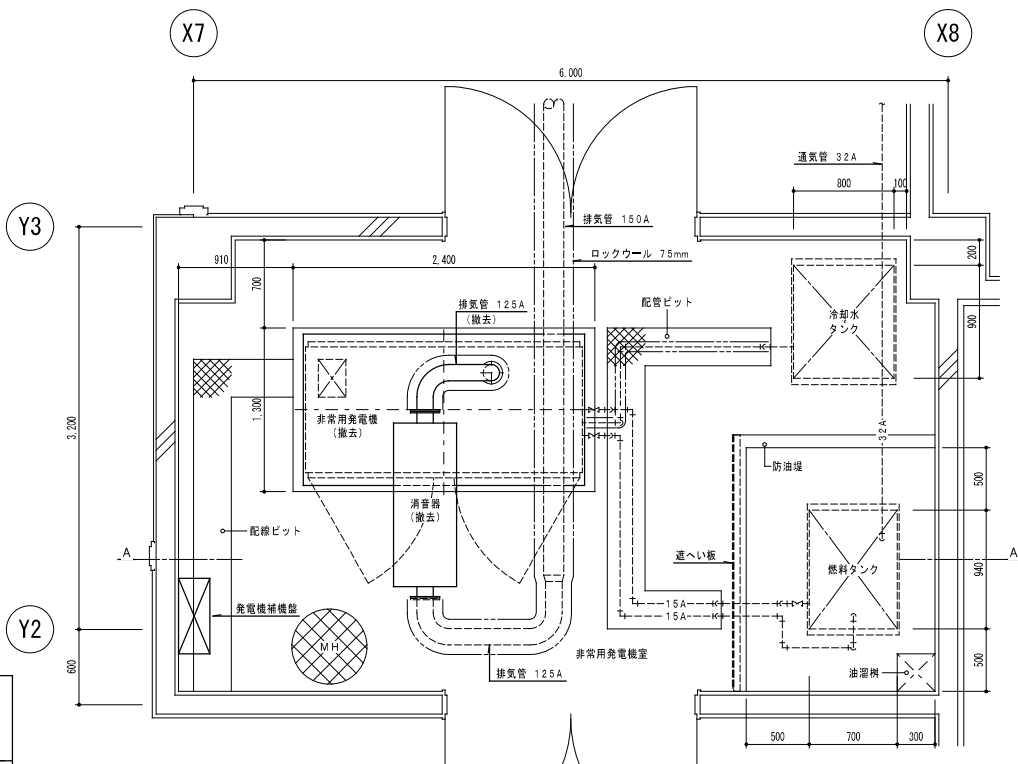 X7
X8
6,000
通気管 32A
800
100
Y3
排気管 150A
910
2,400
ロックウール 75mm
200
700
排気管 125A
(撤去)
配管ピット
冷却水
タンク
900
3,200
1,300
非常用発電機
(撤去)
32A
防油堤
500
消音器
(撤去)
配線ピット
A
A
遮へい板
燃料タンク
940
発電機補機盤
15A
15A
Y2
MH
非常用発電機室
600
排気管 125A
油溜桝
500
500
700
300